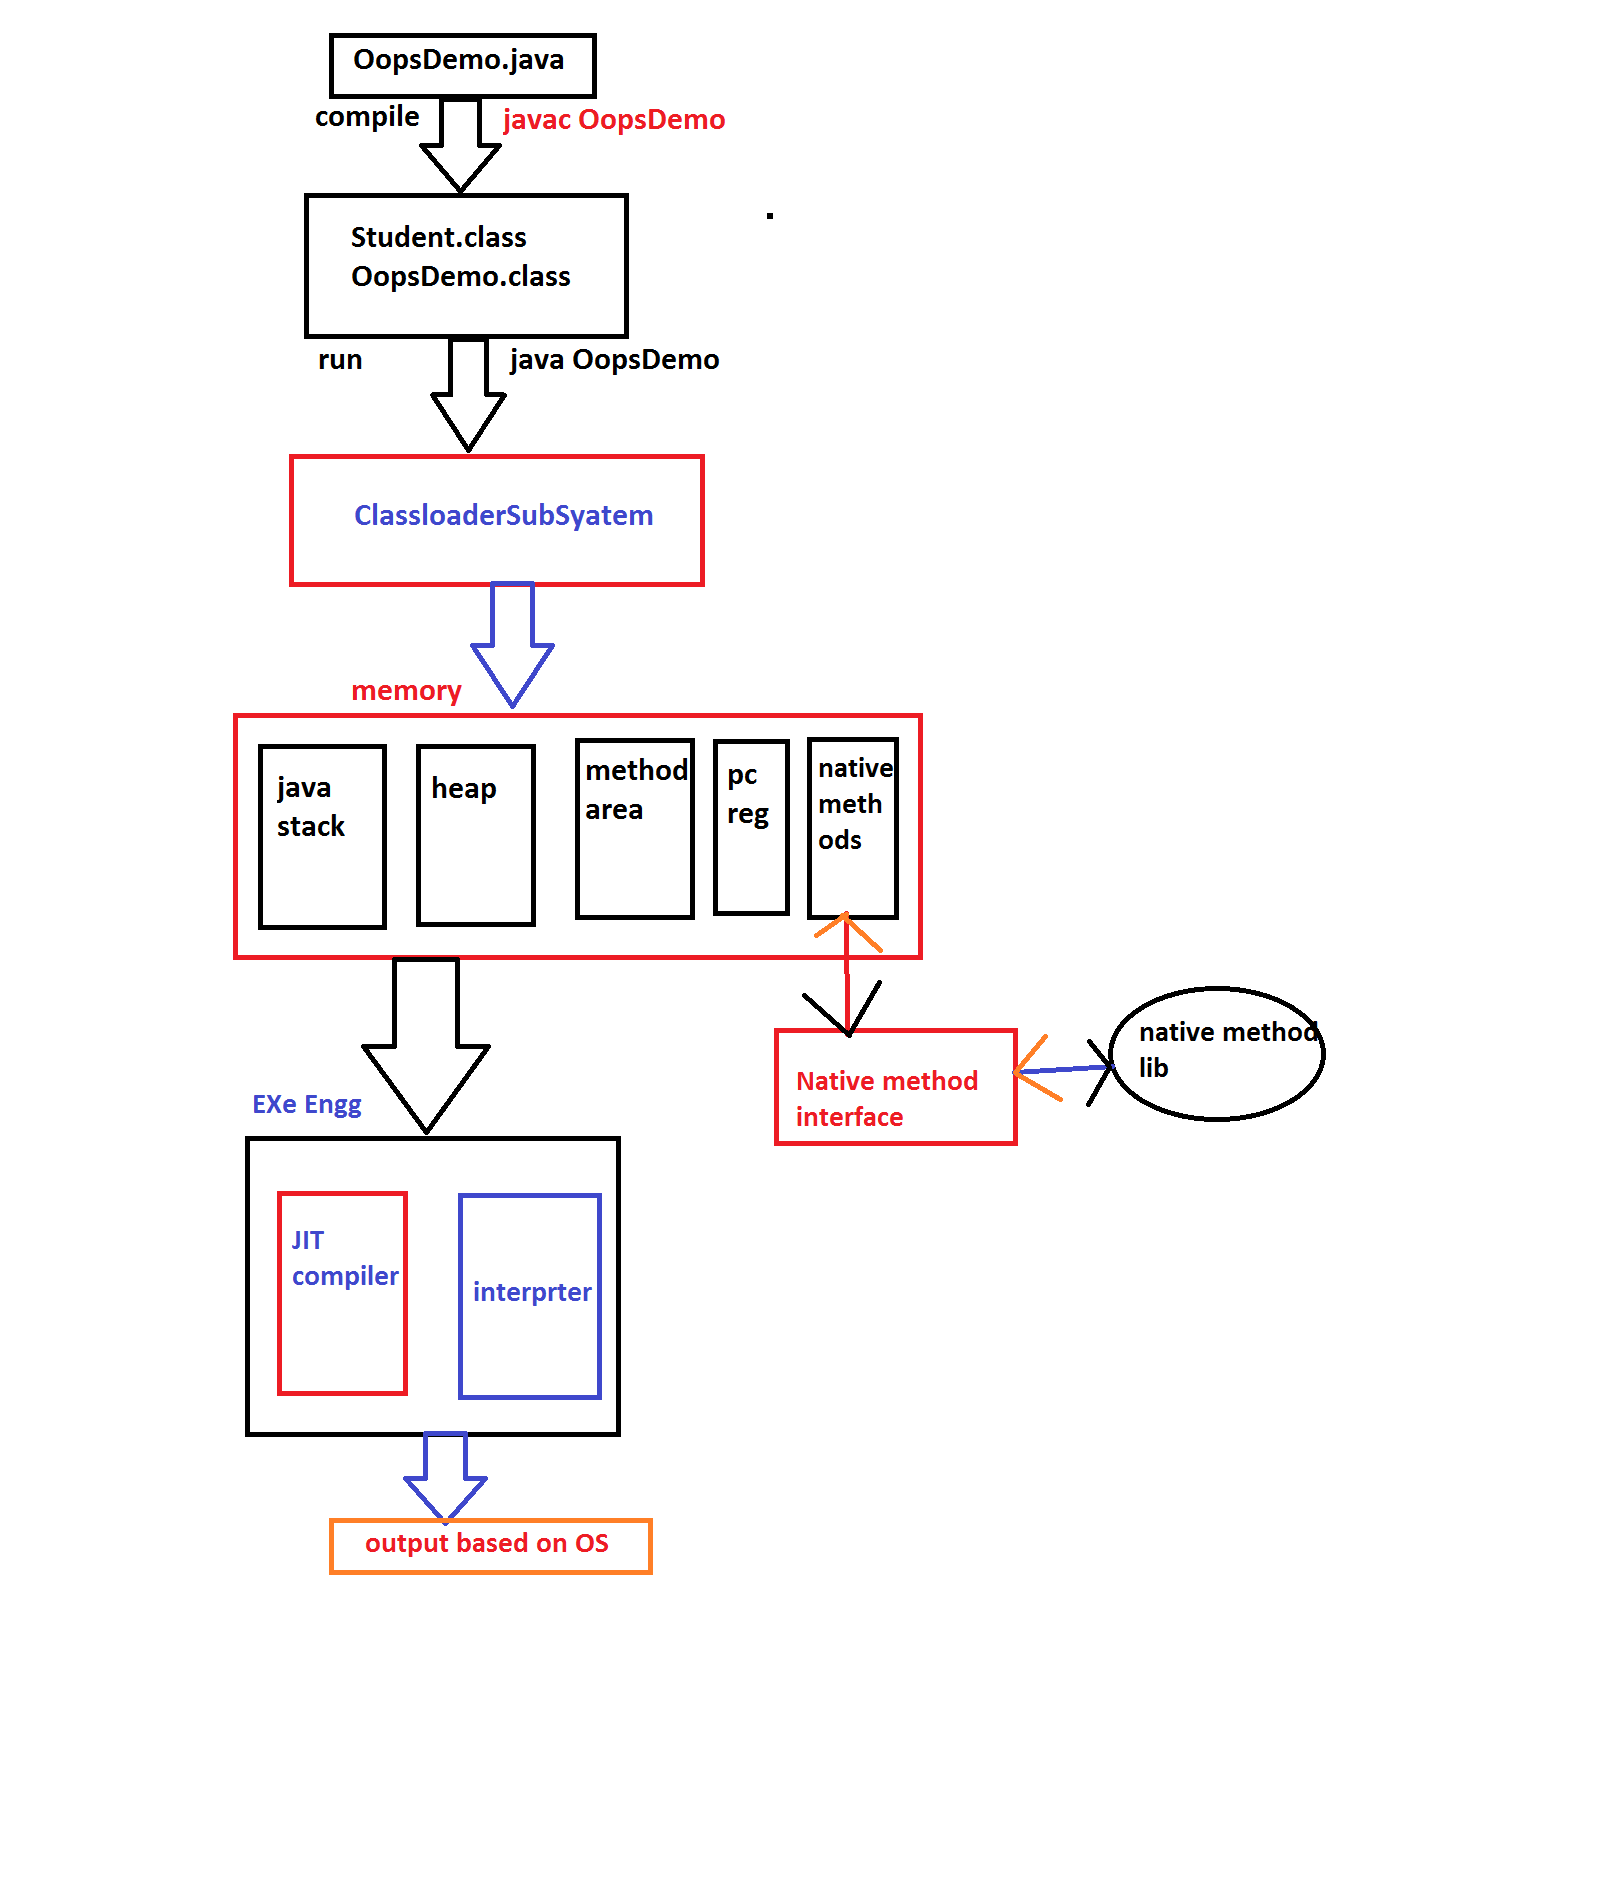 OopsDemo.java
compile
javac OopsDemo
Student.class
OopsDemo.class
run
java OopsDemo
ClassloaderSubSyatem
memory
java
stack
heap
method
area
pc
reg
native
meth
ods
native method
lib
Native method
interface
EXe Engg
JIT
compiler
interprter
output based on OS